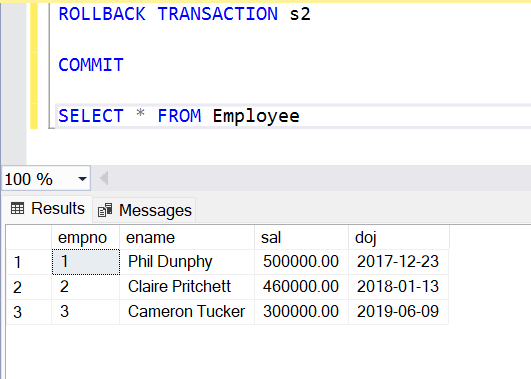 ROLLBACK TRANSACTION s2
COMMIT
SELECT * FROM Employee
100 %
Results Messages
empno ename sal doj
1 1 Phil Dunphy 500000.00 2017-12-23
2 2 Claire Pritchett 460000.00 2018-01-13
3 3 Cameron Tucker 300000.00 2019-06-09